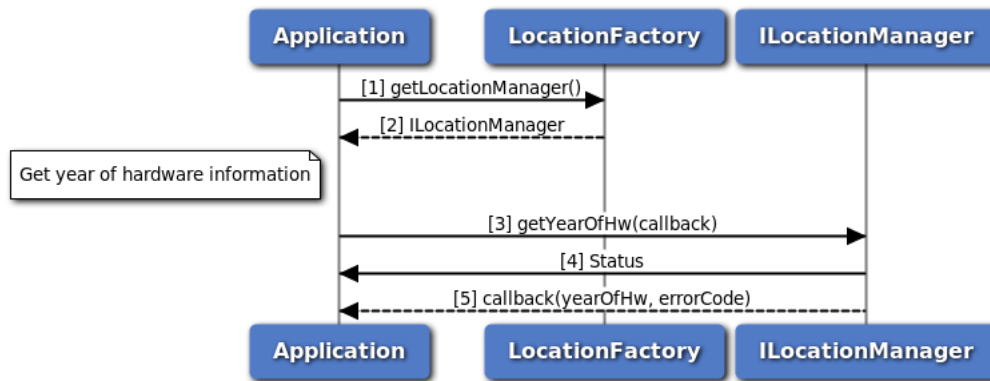 Application
LocationFactory
ILocationManager
[1] getLocationManager()
[2] ILocationManager
Get year of hardware information
[3] getYearOfHw(callback)
[4] Status
[5] callback(yearOfHw, errorCode)
Application
LocationFactory
ILocationManager